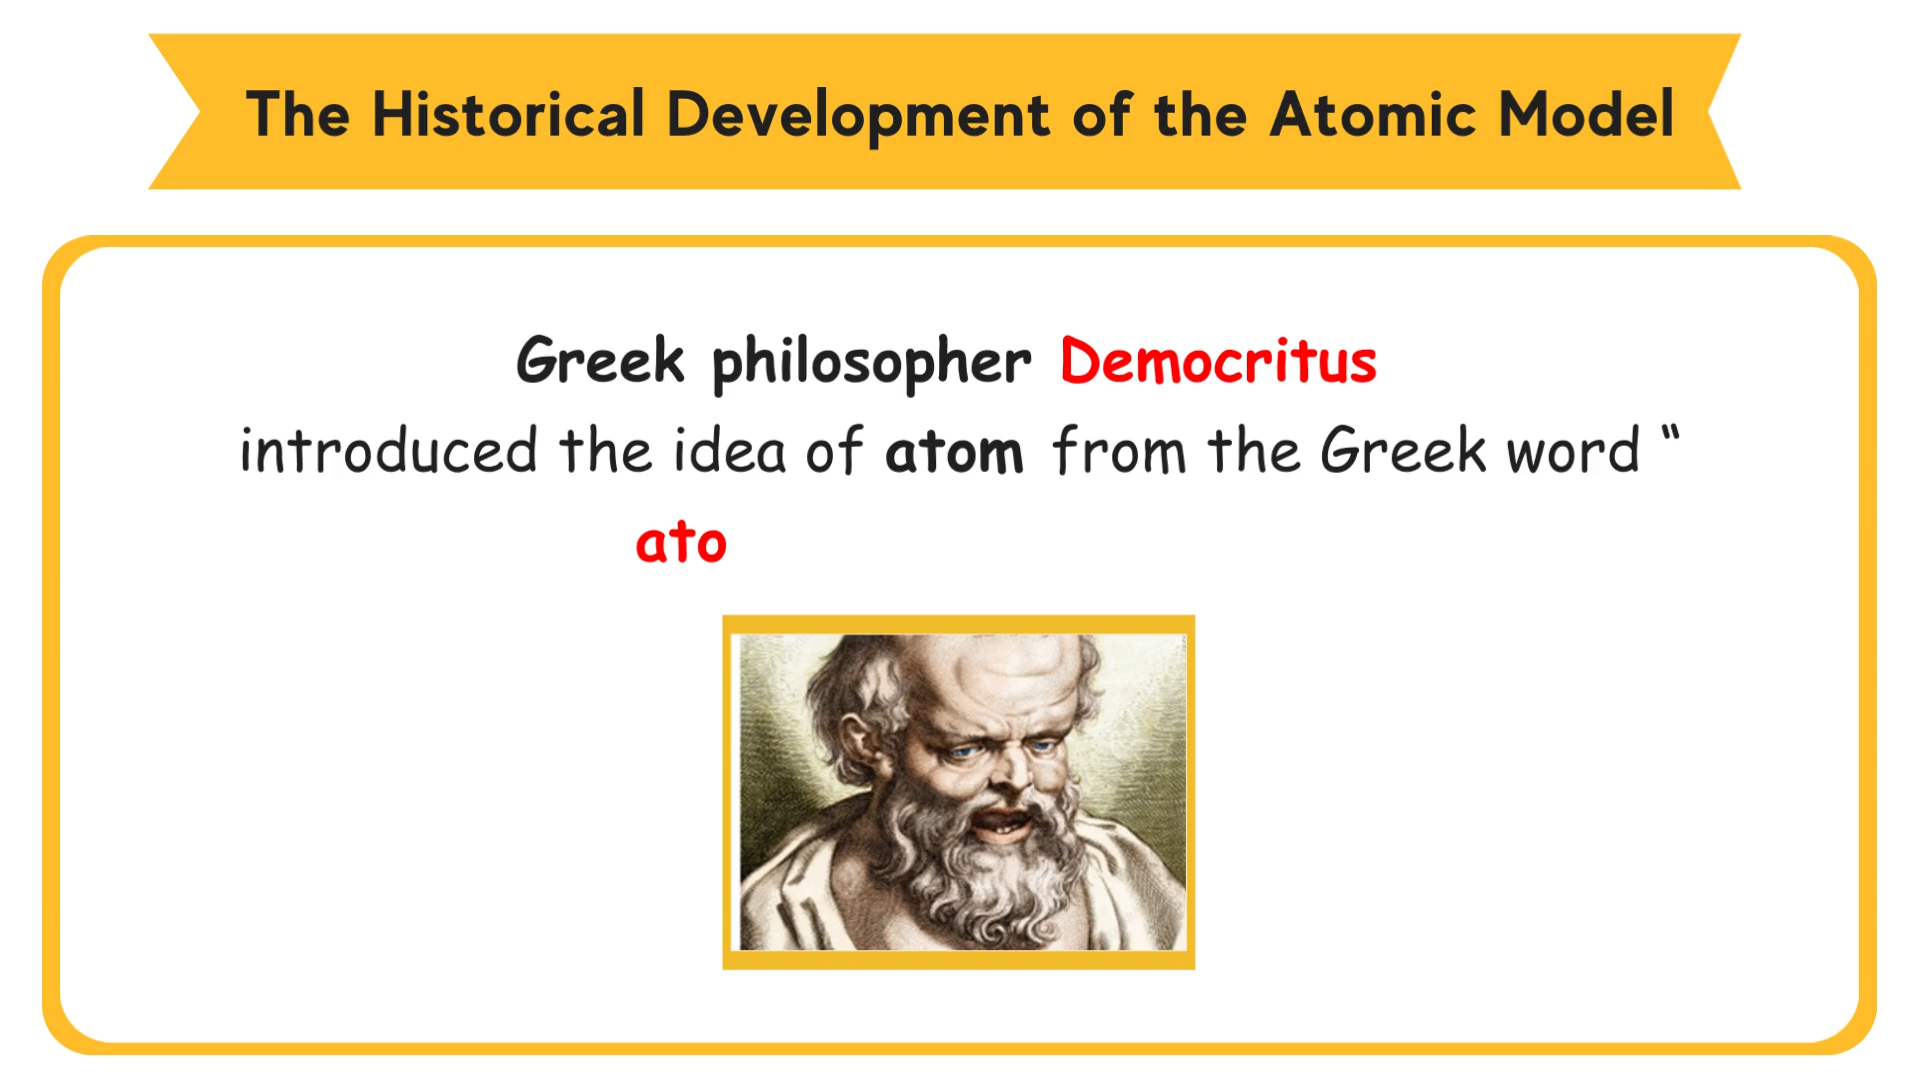 The Historical Development of the Atomic Model
Greek philosopher Democritus
introduced the idea of atom from the Greek word “
ato